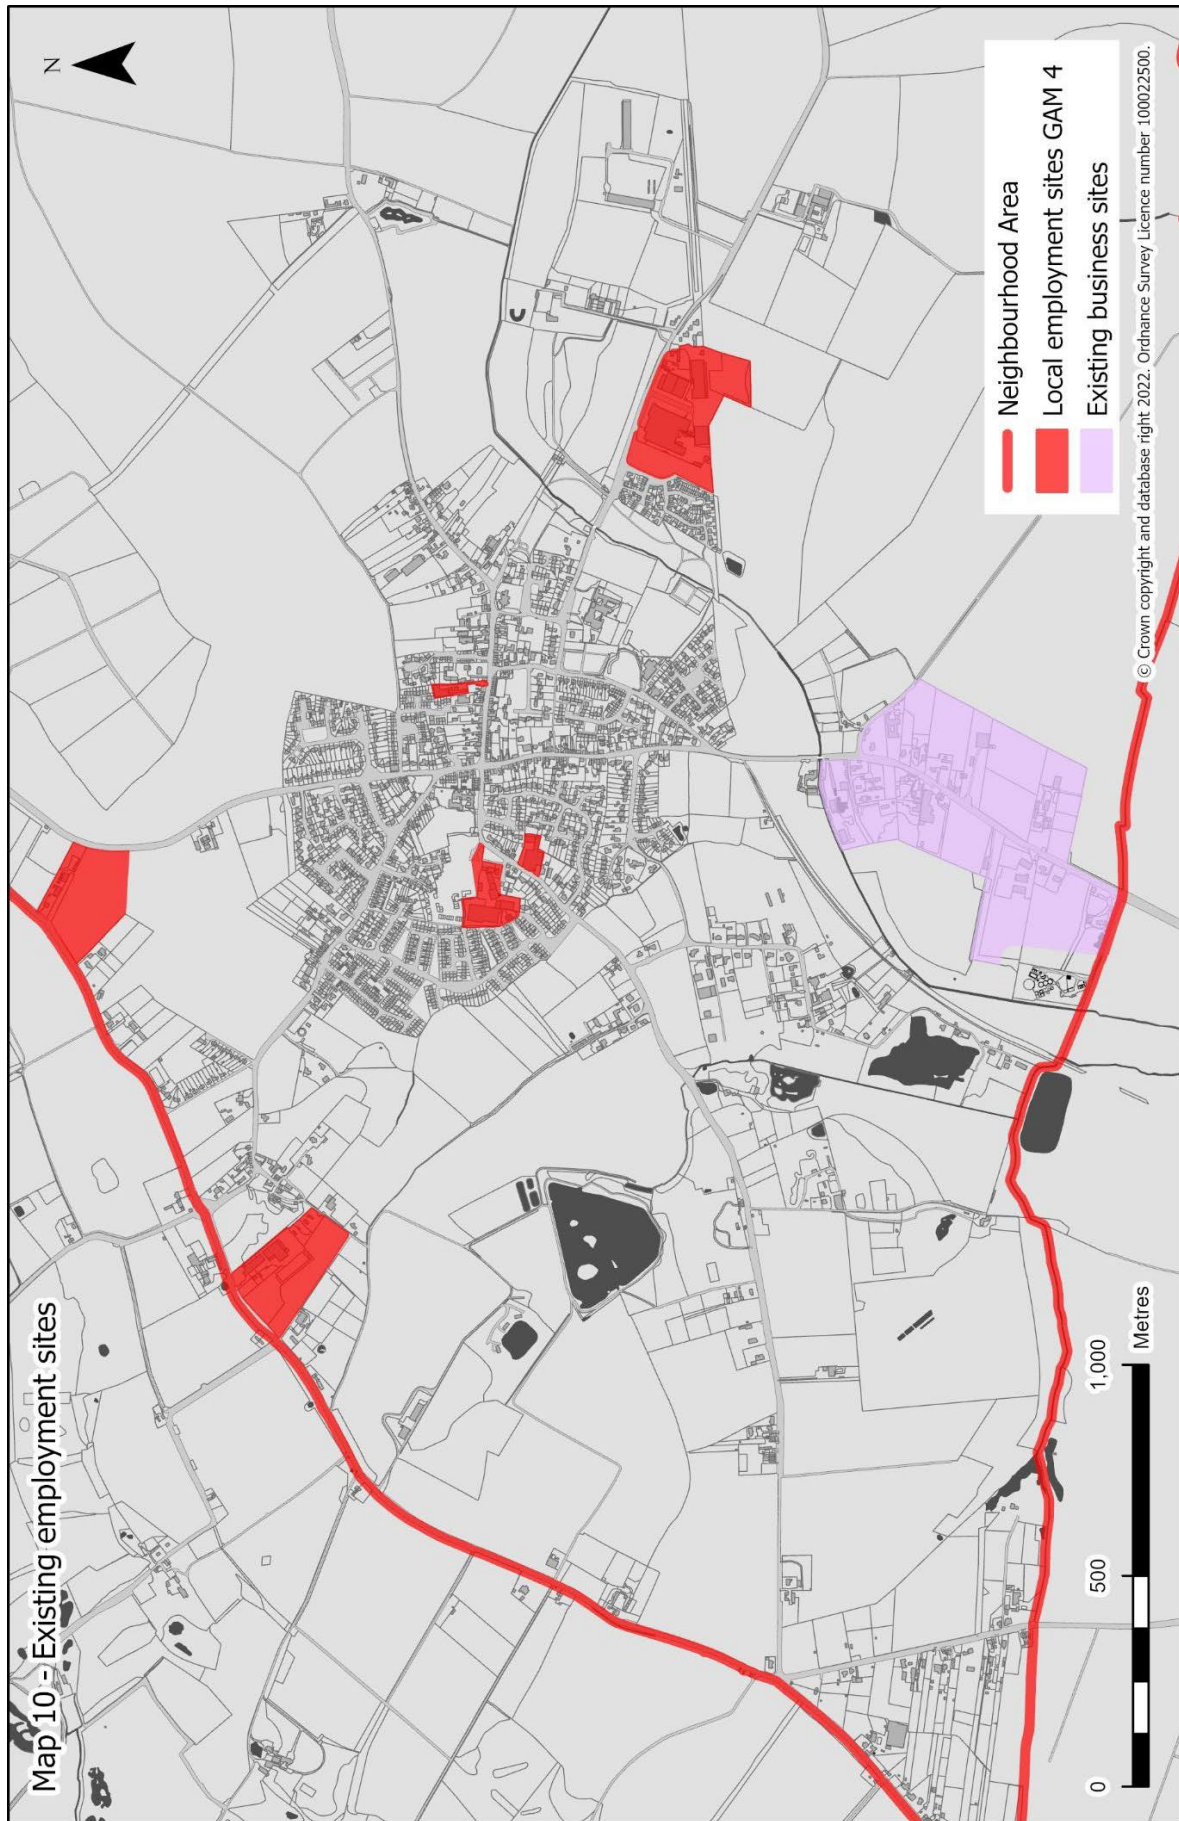 Map 10 - Existing employment sites
N
Neighbourhood Area
Local employment sites GAM 4
Existing business sites
0 500 1,000
Metres
© Crown copyright and database right 2022. Ordnance Survey Licence number 100022500.